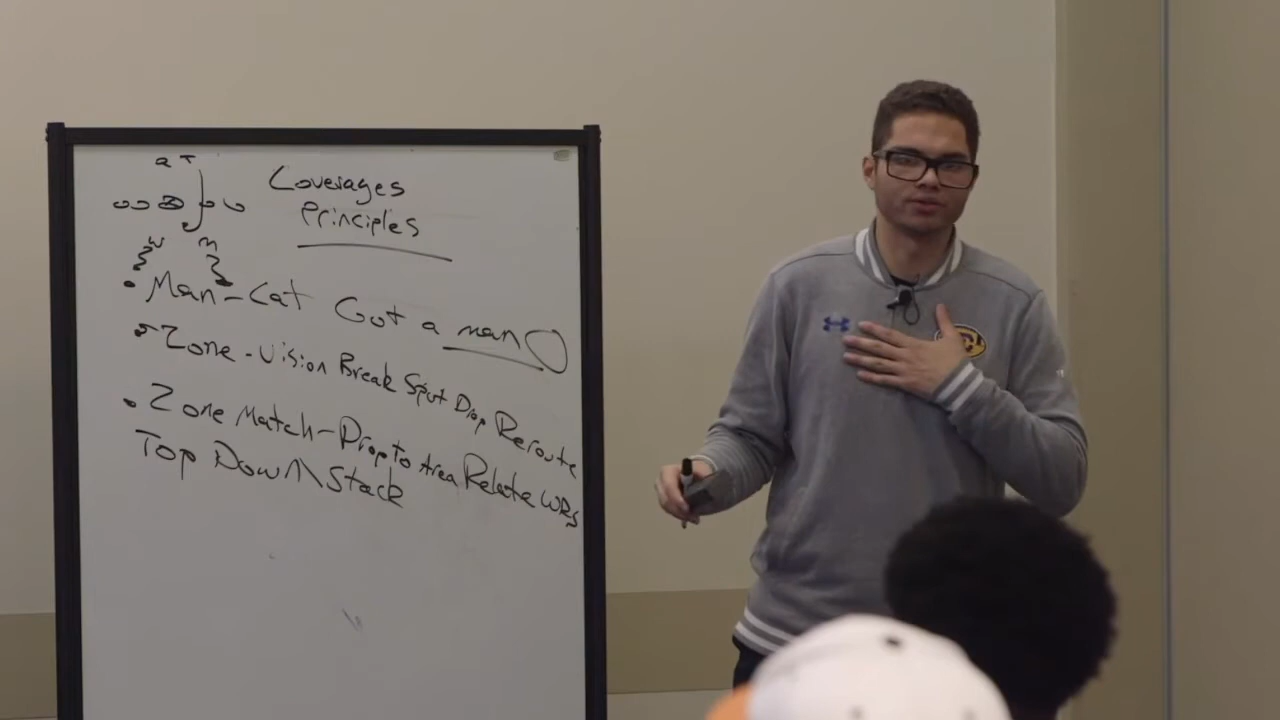 Coverages
Principles
W M
• Man - Cat Got a man
• Zone - Vision Break Spot Drop Reroute
• Zone Match - Drop To Area Relate WRs
Top Down Stack